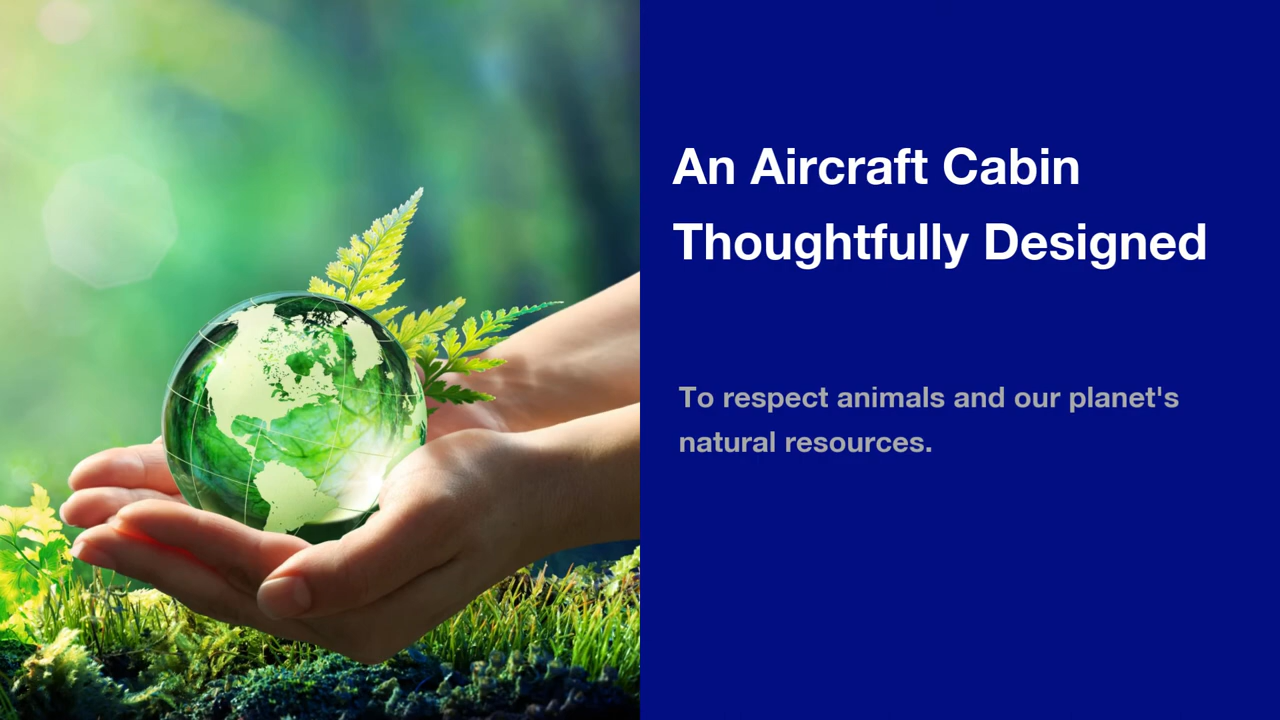 An Aircraft Cabin
Thoughtfully Designed
To respect animals and our planet's
natural resources.